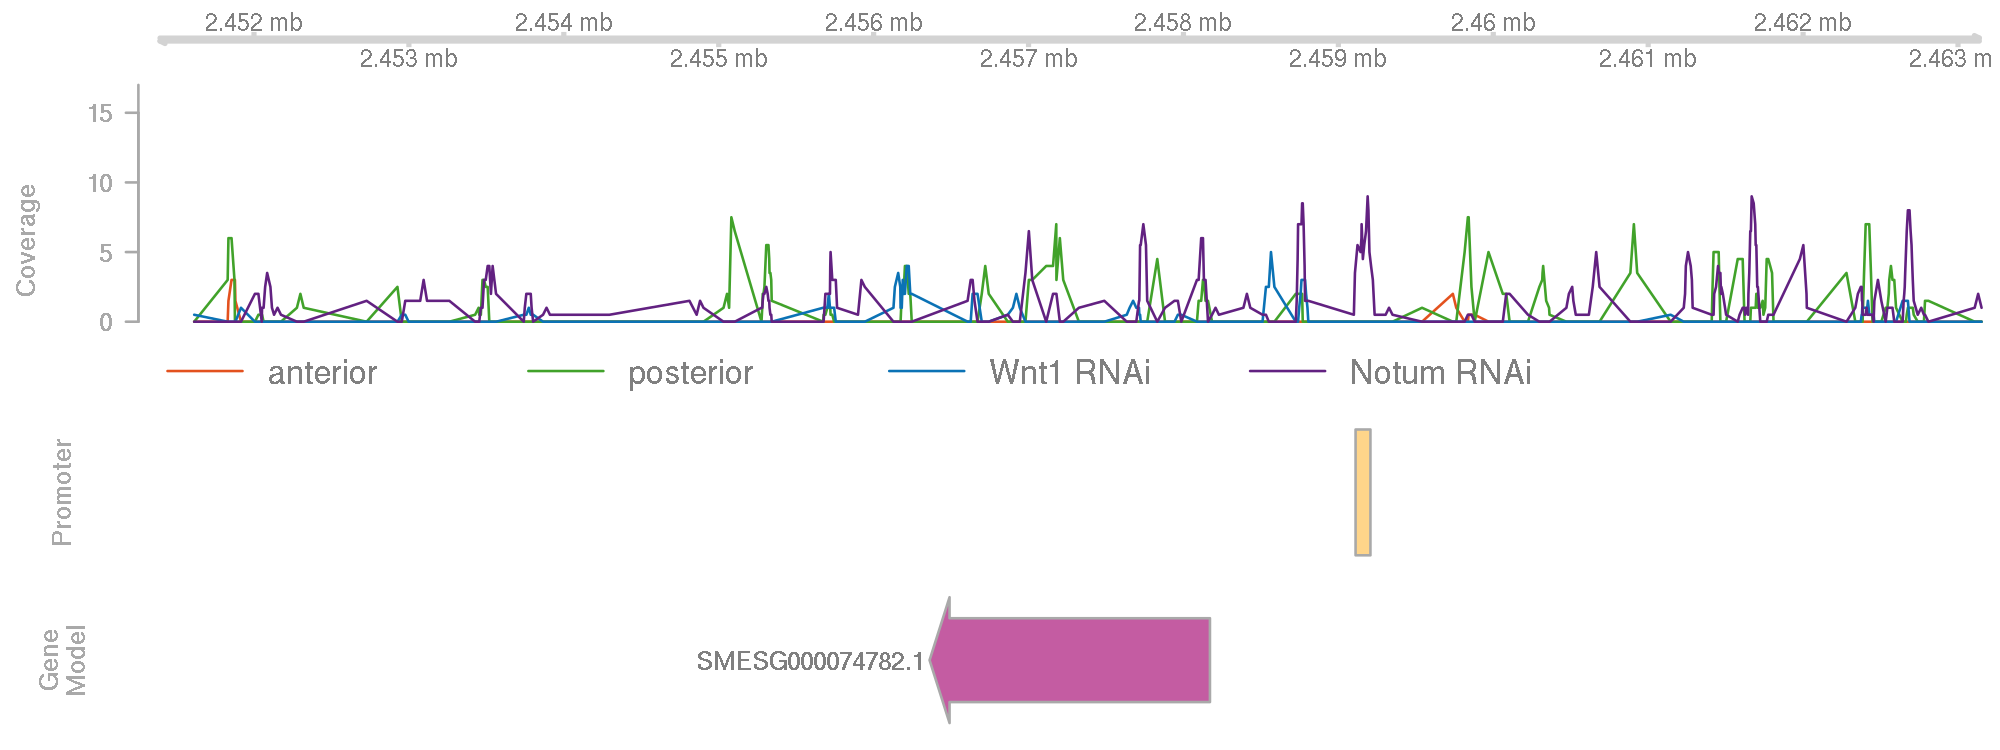 2.452 mb 2.454 mb 2.456 mb 2.458 mb 2.46 mb 2.462 mb
2.453 mb 2.455 mb 2.457 mb 2.459 mb 2.461 mb 2.463 m
Coverage
15
10
5
0
anterior posterior Wnt1 RNAi Notum RNAi
Promoter
Gene
Model
SMESG000074782.1